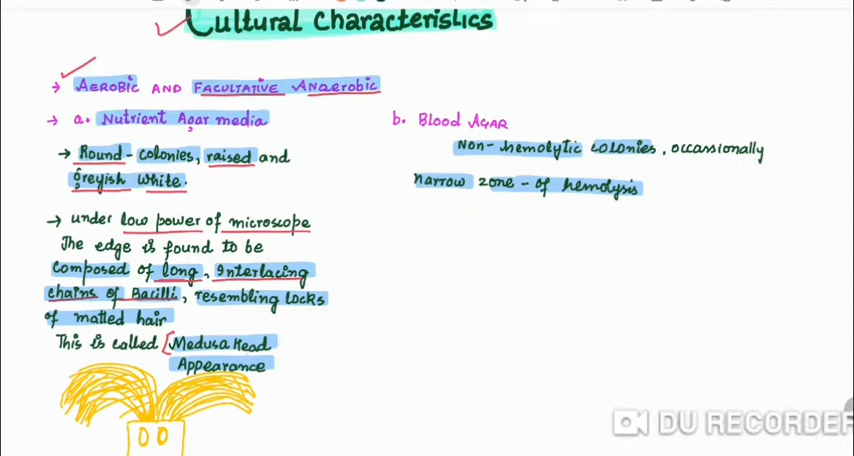 Cultural Characteristics
→ AEROBIC AND FACULTATIVE ANAEROBIC
→ a. Nutrient Agar media
→ Round - colonies, raised and
greyish white.
→ under low power of microscope
The edge is found to be
composed of long, Interlacing
chains of Bacilli, resembling locks
of matted hair
This is called [Medusa Head
Appearance
b. BLOOD AGAR
Non-hemolytic colonies, occassionally
narrow zone - of hemolysis
DU RECORDER